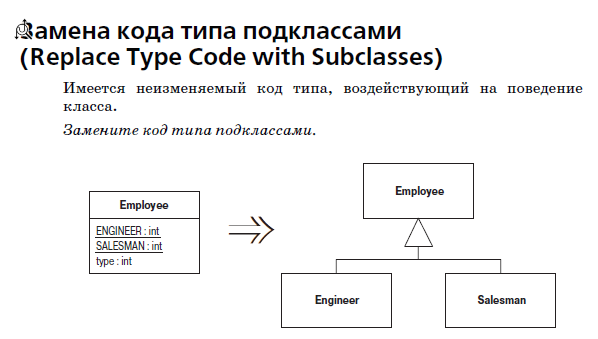 Замена кода типа подклассами
(Replace Type Code with Subclasses)
Имеется неизменяемый код типа, воздействующий на поведение
класса.
Замените код типа подклассами.
Employee
ENGINEER : int
SALESMAN : int
type : int
Employee
Engineer
Salesman